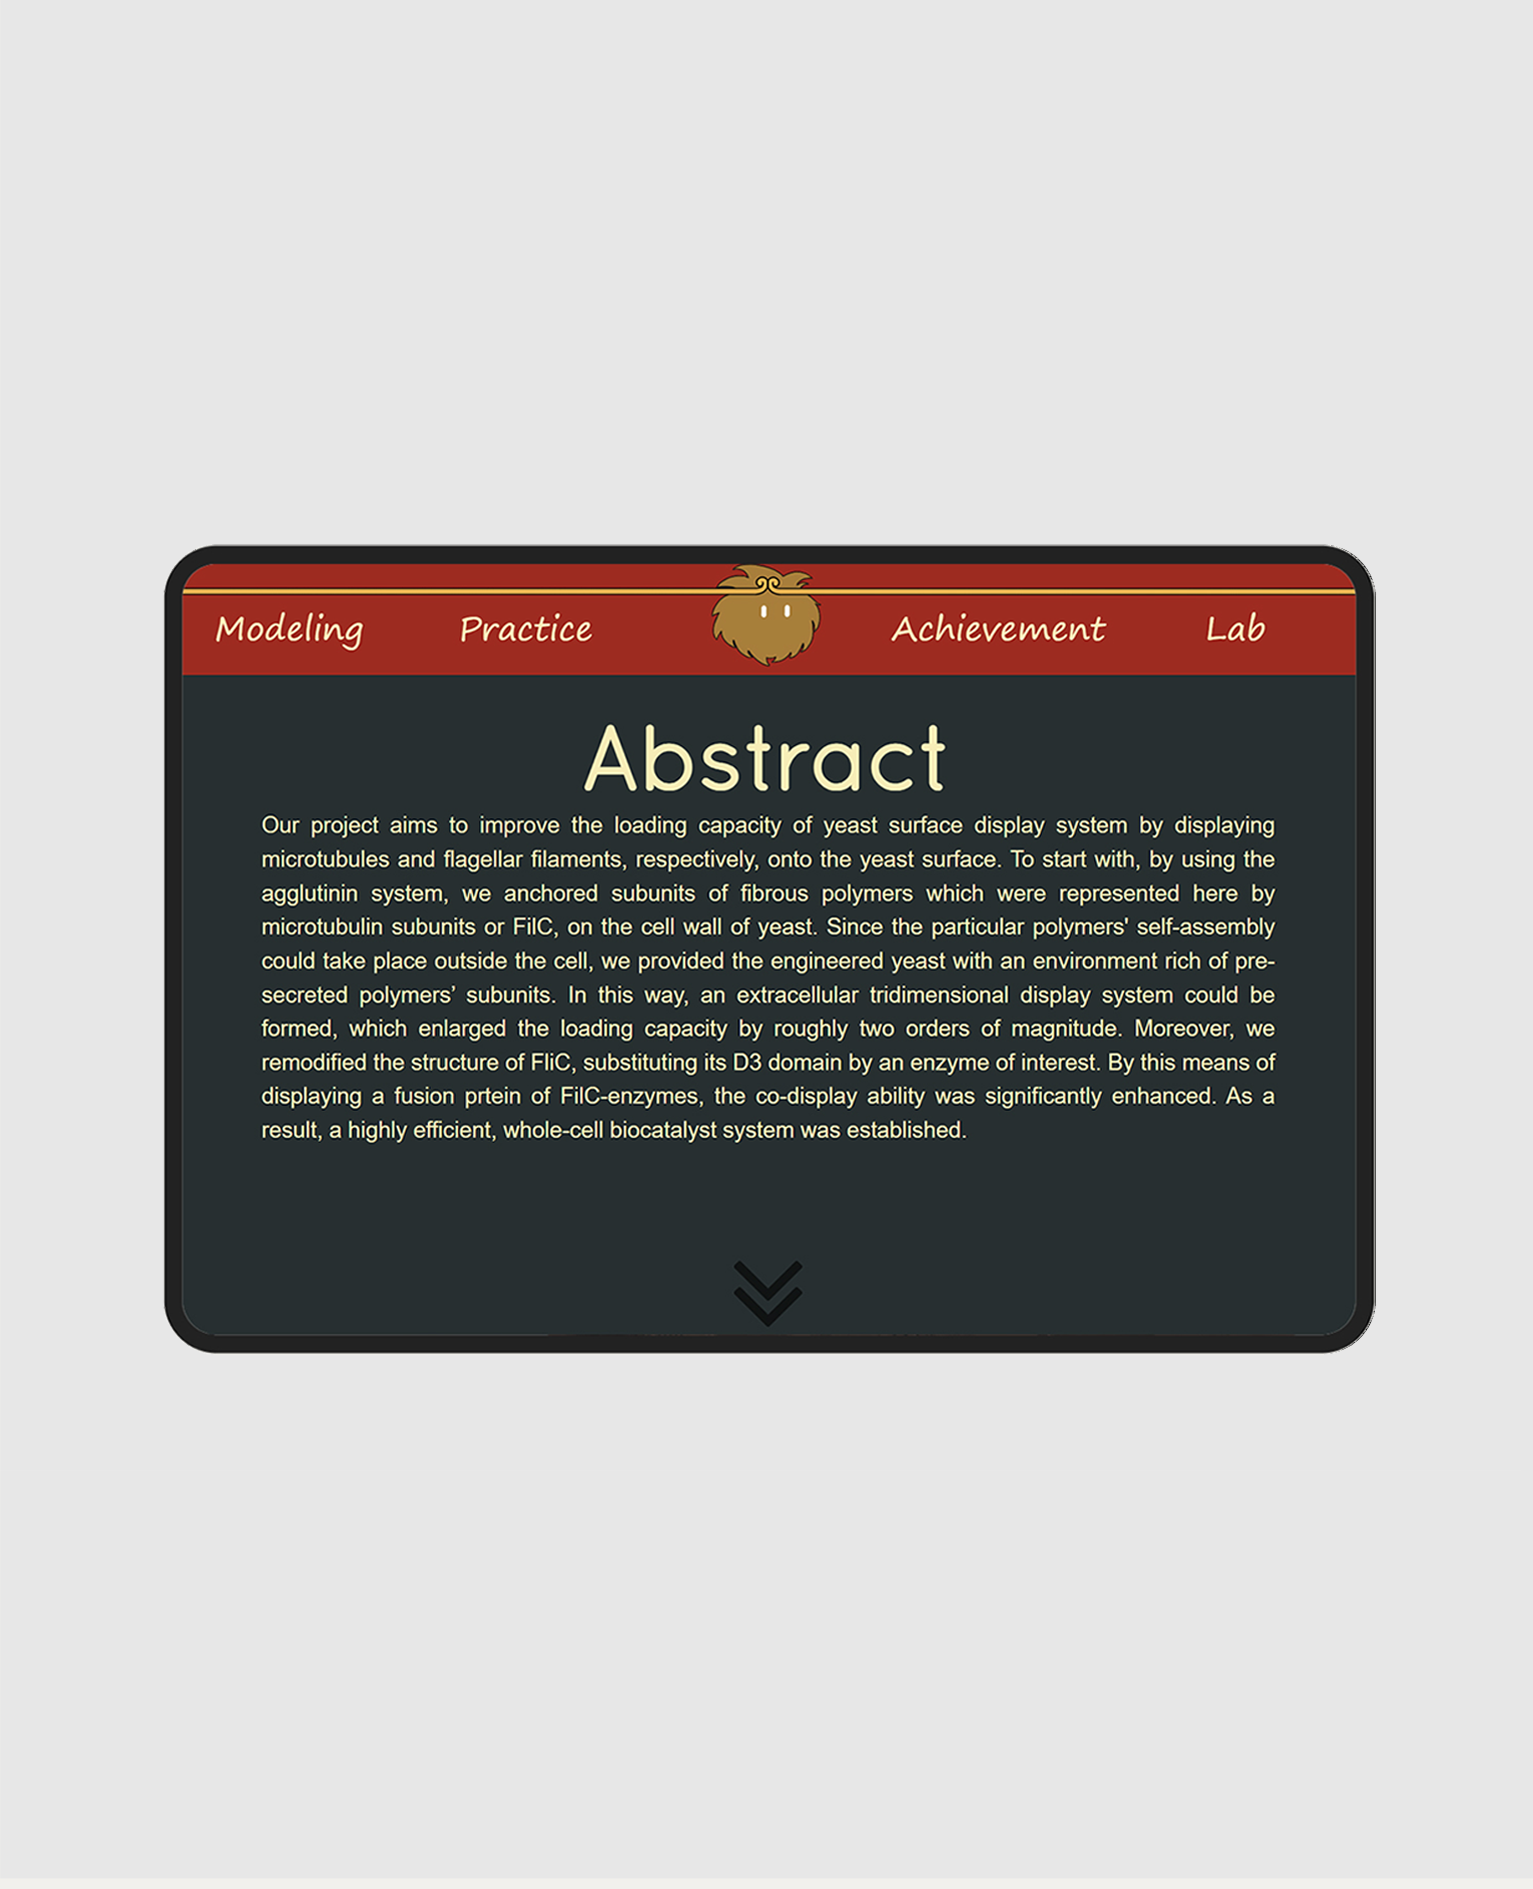 Modeling Practice Achievement Lab
Abstract
Our project aims to improve the loading capacity of yeast surface display system by displaying
microtubules and flagellar filaments, respectively, onto the yeast surface. To start with, by using the
agglutinin system, we anchored subunits of fibrous polymers which were represented here by
microtubulin subunits or FilC, on the cell wall of yeast. Since the particular polymers' self-assembly
could take place outside the cell, we provided the engineered yeast with an environment rich of pre-
secreted polymers’ subunits. In this way, an extracellular tridimensional display system could be
formed, which enlarged the loading capacity by roughly two orders of magnitude. Moreover, we
remodified the structure of FliC, substituting its D3 domain by an enzyme of interest. By this means of
displaying a fusion prtein of FilC-enzymes, the co-display ability was significantly enhanced. As a
result, a highly efficient, whole-cell biocatalyst system was established.